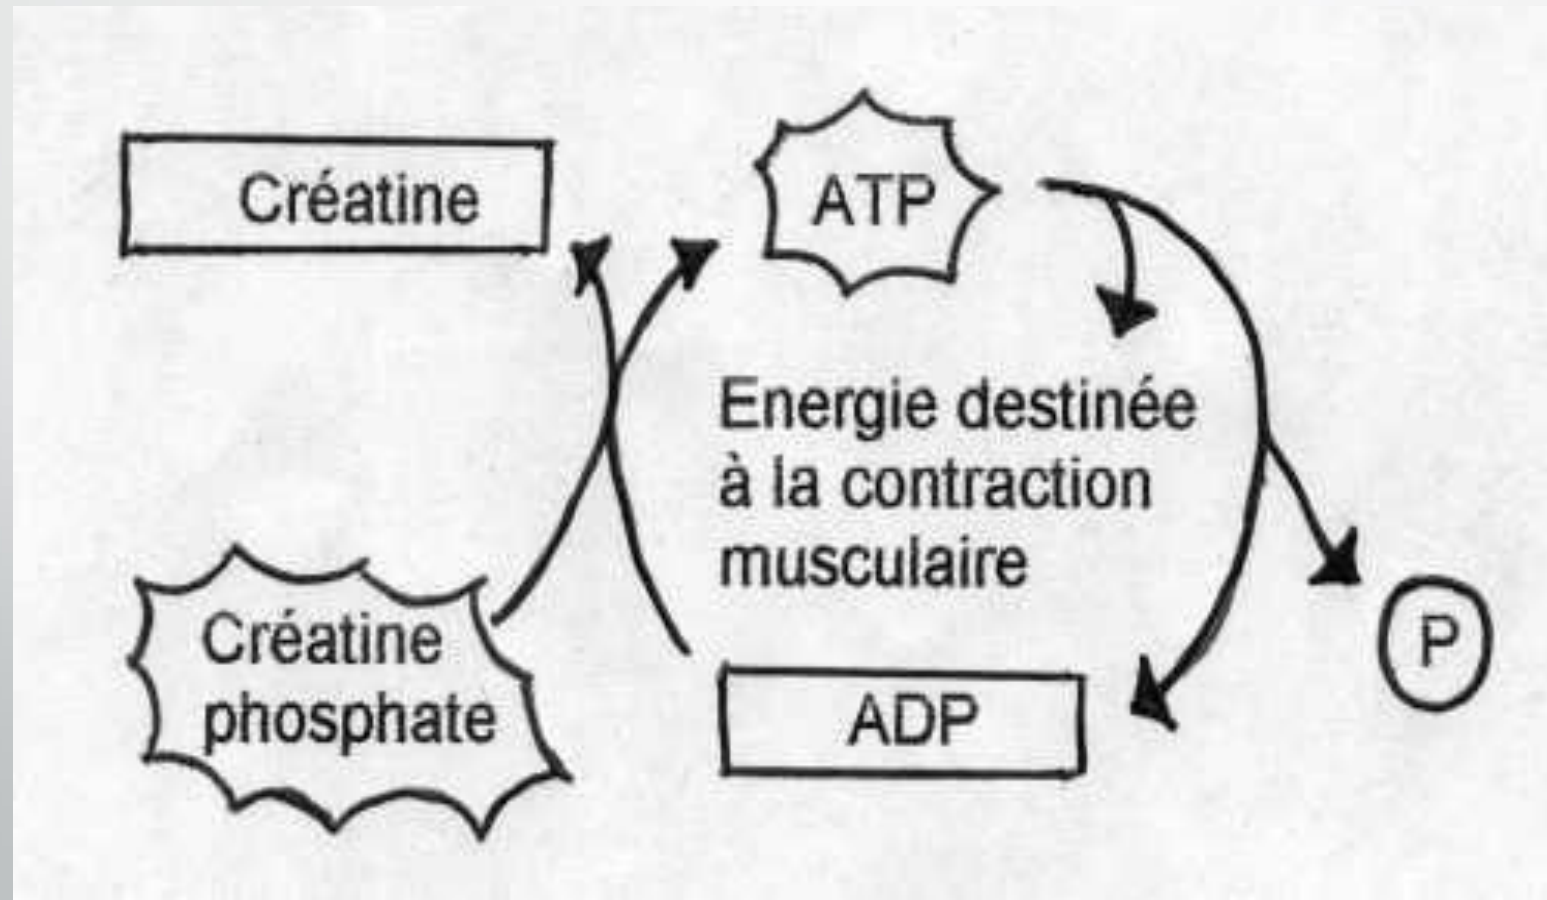 Créatine
ATP
Energie destinée
à la contraction
musculaire
Créatine
phosphate
ADP
P